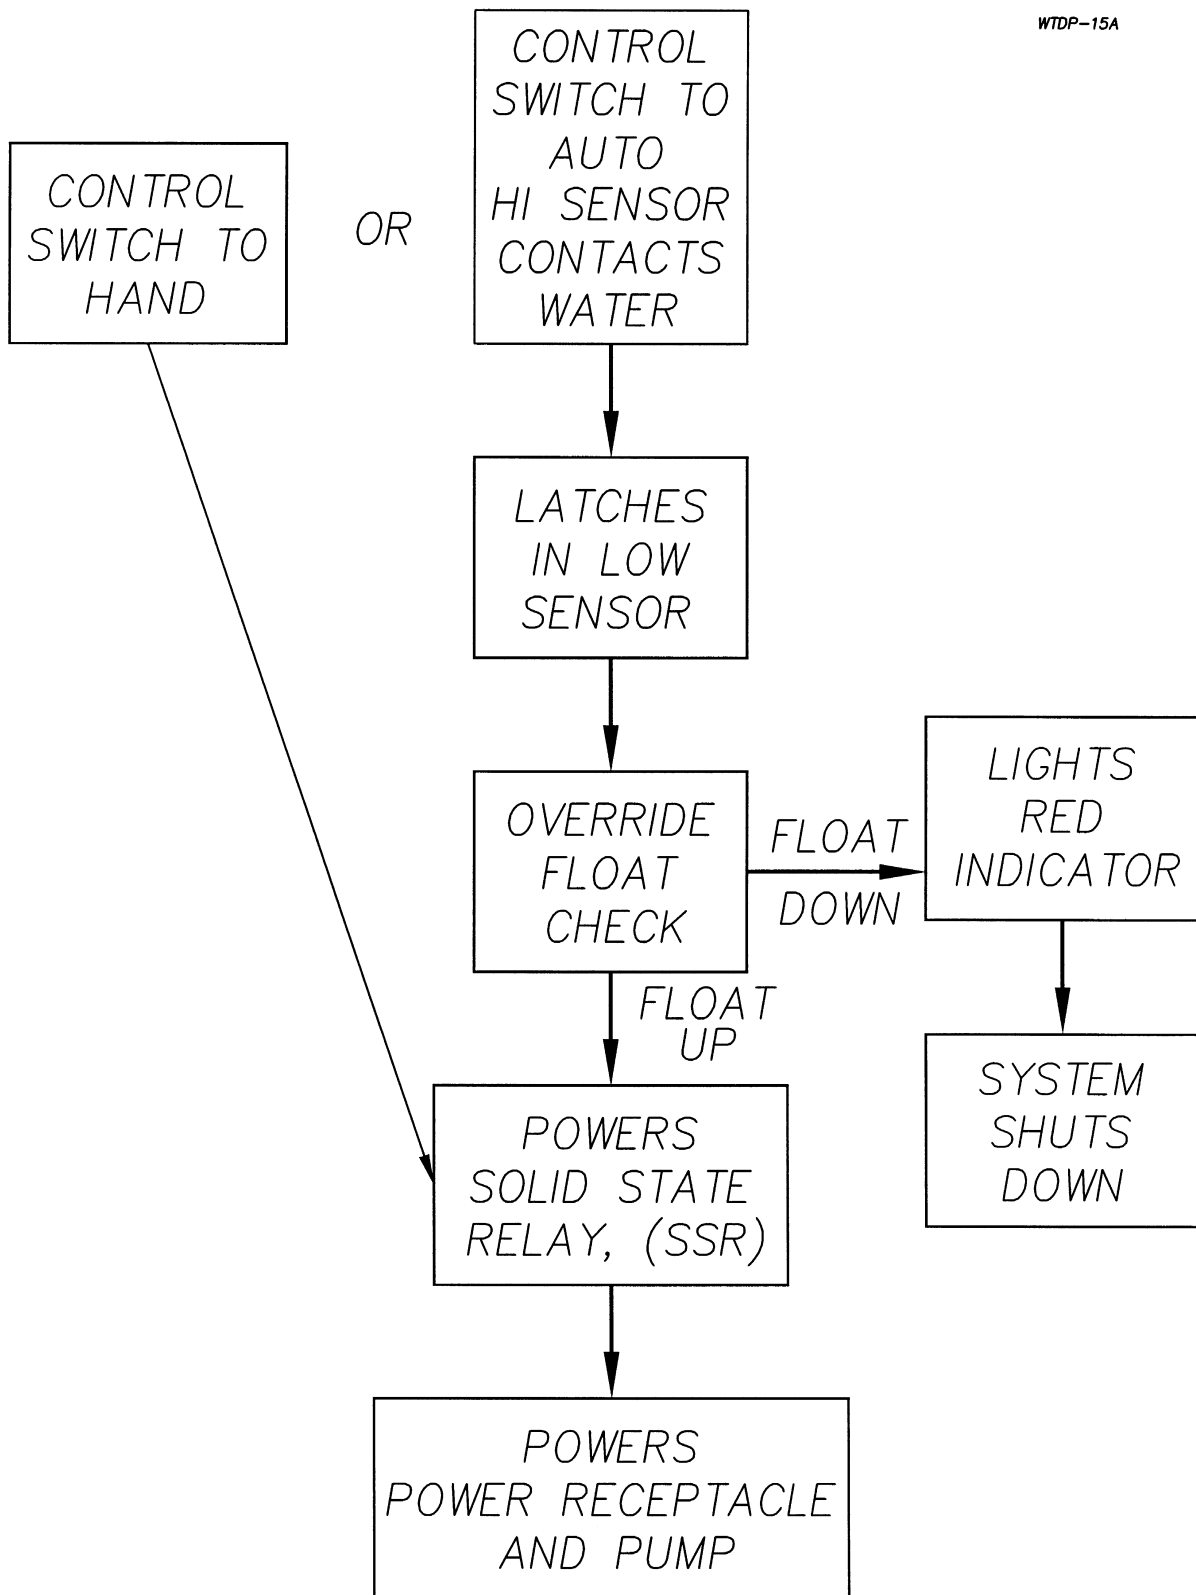 WTDP-15A
CONTROL
SWITCH TO
AUTO
HI SENSOR
CONTACTS
WATER
CONTROL
SWITCH TO
HAND
OR
LATCHES
IN LOW
SENSOR
OVERRIDE
FLOAT
CHECK
FLOAT
DOWN
LIGHTS
RED
INDICATOR
FLOAT
UP
SYSTEM
SHUTS
DOWN
POWERS
SOLID STATE
RELAY, (SSR)
POWERS
POWER RECEPTACLE
AND PUMP